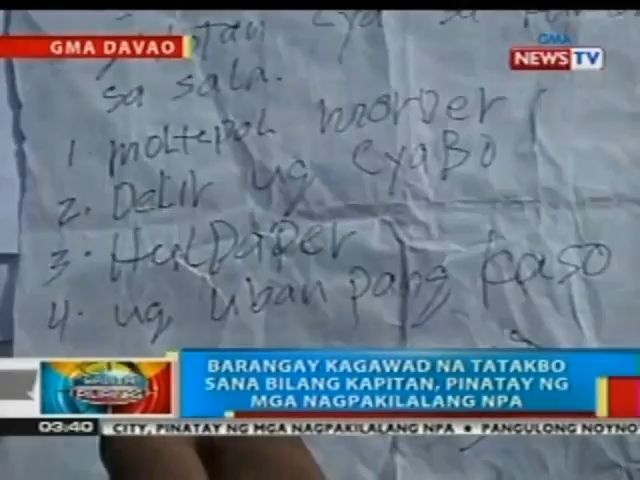 GMA DAVAO
GMA
NEWS TV
sa sala.
1. moltepol morder
2. Delir ug cyabo
3. Holdaper
4. ug uban pang kaso
BARANGAY KAGAWAD NA TATAKBO
SANA BILANG KAPITAN, PINATAY NG
MGA NAGPAKILALANG NPA
03:40
CITY, PINATAY NG MGA NAGPAKILALANG NPA • PANGULONG NOYNO